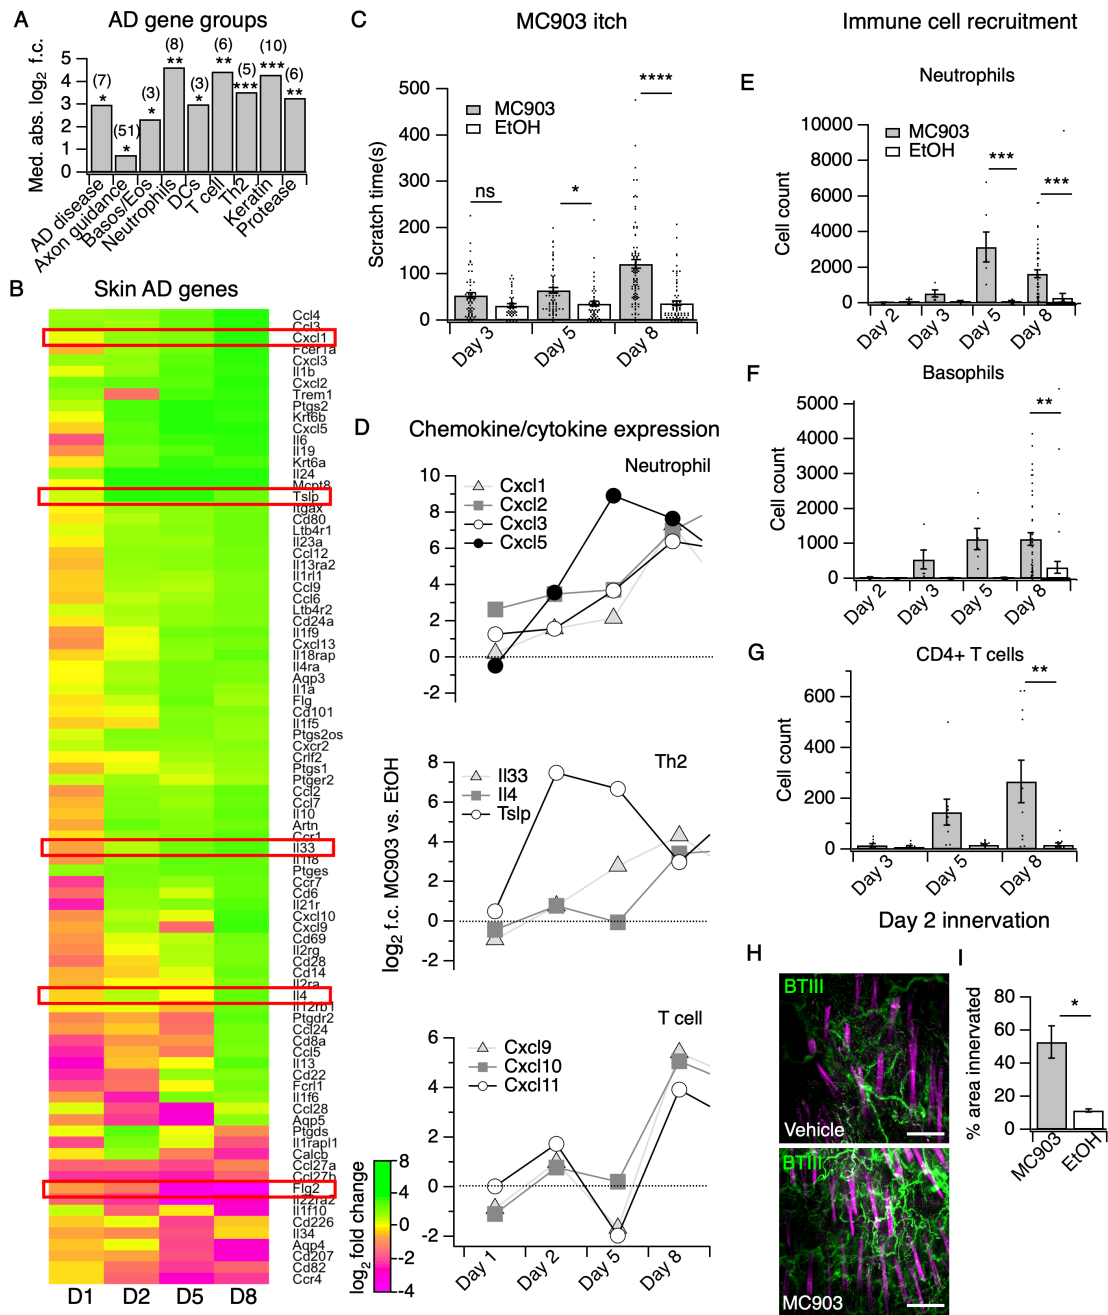 A
AD gene groups
Med. abs. log2 f.c.
5
4
3
2
1
0
(7)
*
(51)
*
(3)
*
(8)
**
(3)
*
(6)
**
(5)
***
(10)
***
(6)
**
AD disease
Axon guidance
Basos/Eos
Neutrophils
DCs
T cell
Th2
Keratin
Protease
B
Skin AD genes
Ccl4
Ccl3
Cxcl1
Fcer1a
Cxcl3
Il1b
Cxcl2
Trem1
Ptgs2
Krt6b
Cxcl5
Il6
Il19
Krt6a
Il24
Mcpt8
Tslp
Itgax
Cd80
Ltb4r1
Il23a
Ccl12
Il13ra2
Il1rl1
Ccl9
Ccl6
Ltb4r2
Cd24a
Il1f9
Cxcl13
Il18rap
Il4ra
Aqp3
Il1a
Flg
Cd101
Il1f5
Ptgs2os
Cxcr2
Crlf2
Ptgs1
Ptger2
Ccl2
Ccl7
Il10
Artn
Ccr1
Il33
Il1f8
Ptges
Ccr7
Cd6
Il21r
Cxcl10
Cxcl9
Cd69
Il2rg
Cd28
Cd14
Il2ra
Il4
Il12rb1
Ptgdr2
Ccl24
Cd8a
Ccl5
Il13
Cd22
Fcrl1
Il1f6
Ccl28
Aqp5
Ptgds
Il1rapl1
Calcb
Ccl27a
Ccl27b
Flg2
Il22ra2
Il1f10
Cd226
Il34
Aqp4
Cd207
Cd82
Ccr4
D1 D2 D5 D8
log2 fold change
8
4
0
-2
-4
C
MC903 itch
Scratch time(s)
500
400
300
200
100
0
MC903
EtOH
ns
*
****
Day 3
Day 5
Day 8
D
Chemokine/cytokine expression
log2 f.c. MC903 vs. EtOH
Neutrophil
10
8
6
4
2
0
-2
Cxcl1
Cxcl2
Cxcl3
Cxcl5
Th2
8
6
4
2
0
-2
Il33
Il4
Tslp
T cell
6
4
2
0
-2
Cxcl9
Cxcl10
Cxcl11
Day 1
Day 2
Day 5
Day 8
Immune cell recruitment
E
Neutrophils
Cell count
10000
8000
6000
4000
2000
0
MC903
EtOH
***
***
Day 2
Day 3
Day 5
Day 8
F
Basophils
Cell count
5000
4000
3000
2000
1000
0
**
Day 2
Day 3
Day 5
Day 8
G
CD4+ T cells
Cell count
600
400
200
0
**
Day 3
Day 5
Day 8
Day 2 innervation
H
BTIII
Vehicle
BTIII
MC903
I
% area innervated
80
60
40
20
0
*
MC903
EtOH